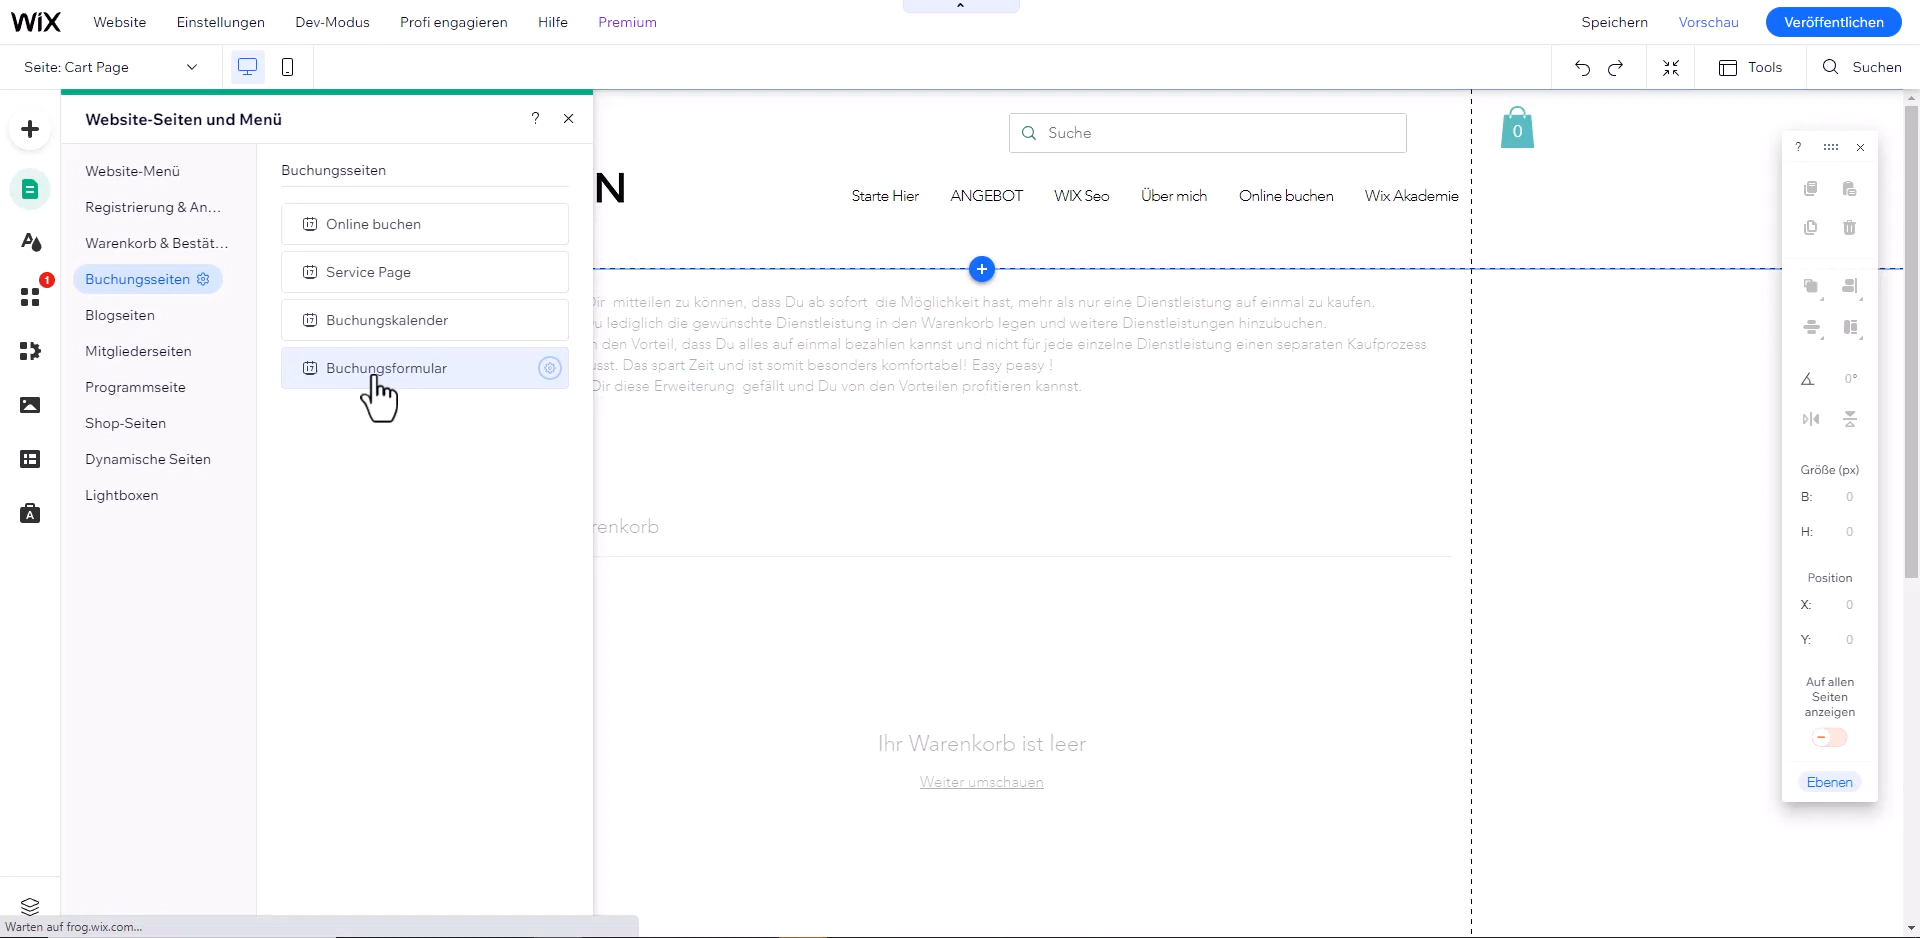 WIX Website Einstellungen Dev-Modus Profi engagieren Hilfe Premium Speichern Vorschau Veröffentlichen
Seite: Cart Page Tools Suchen
Website-Seiten und Menü ?
Website-Menü
Registrierung & An...
Warenkorb & Bestät...
Buchungsseiten
Blogseiten
Mitgliederseiten
Programmseite
Shop-Seiten
Dynamische Seiten
Lightboxen
Buchungsseiten
17 Online buchen
17 Service Page
17 Buchungskalender
17 Buchungsformular
1
A
Suche
0
N
Starte Hier ANGEBOT WIX Seo Über mich Online buchen Wix Akademie
Dir mitteilen zu können, dass Du ab sofort die Möglichkeit hast, mehr als nur eine Dienstleistung auf einmal zu kaufen.
u lediglich die gewünschte Dienstleistung in den Warenkorb legen und weitere Dienstleistungen hinzubuchen.
n den Vorteil, dass Du alles auf einmal bezahlen kannst und nicht für jede einzelne Dienstleistung einen separaten Kaufprozess
usst. Das spart Zeit und ist somit besonders komfortabel! Easy peasy !
Dir diese Erweiterung gefällt und Du von den Vorteilen profitieren kannst.
renkorb
Ihr Warenkorb ist leer
Weiter umschauen
?
0°
Größe (px)
B: 0
H: 0
Position
X: 0
Y: 0
Auf allen
Seiten
anzeigen
Ebenen
Warten auf frog.wix.com...